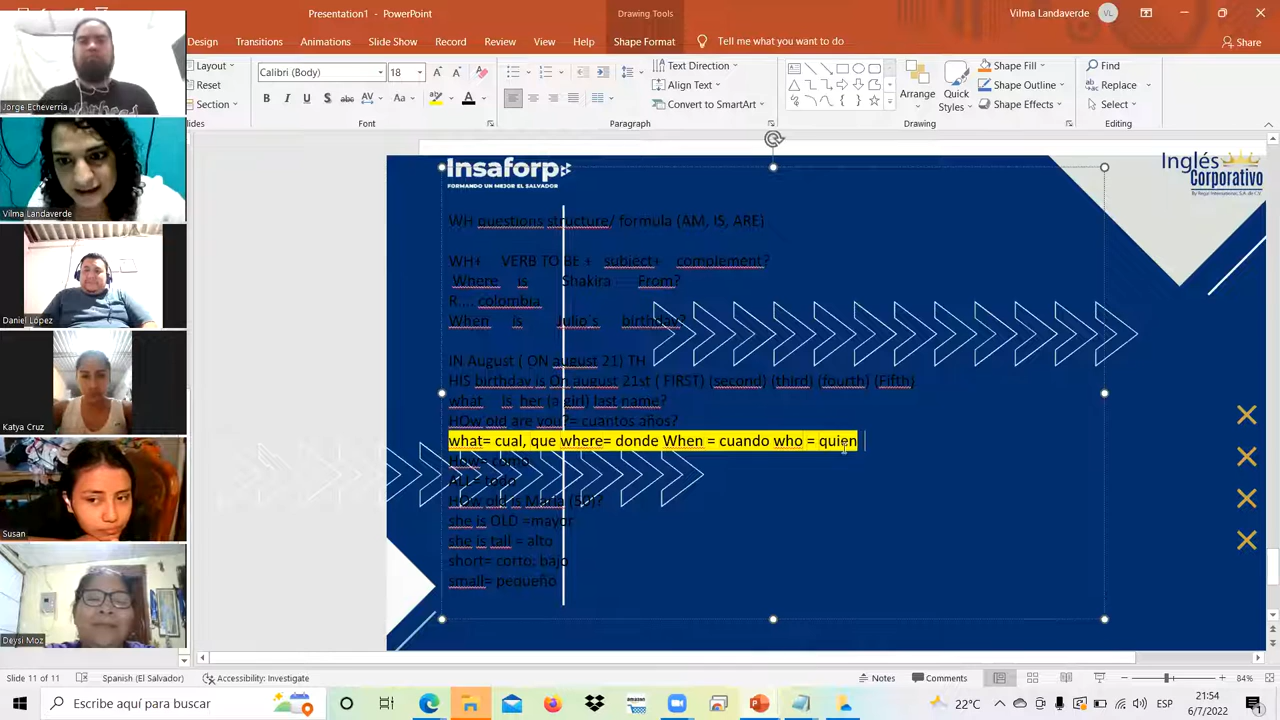 Presentation1 - PowerPoint
Drawing Tools
Vilma Landaverde
VL
Design
Transitions
Animations
Slide Show
Record
Review
View
Help
Shape Format
Tell me what you want to do
Share
Layout
Reset
Section
Calibri (Body)
18
Text Direction
Align Text
Convert to SmartArt
Arrange
Quick
Styles
Shape Fill
Shape Outline
Shape Effects
Find
Replace
Select
Font
Paragraph
Drawing
Editing
Jorge Echeverria
Vilma Landaverde
Daniel López
Katya Cruz
Susan
Deysi Moz
Insaforp
FORMANDO UN MEJOR EL SALVADOR
Inglés
Corporativo
WH questions structure/ formula (AM, IS, ARE)
WH+ VERB TO BE + subject+ complement?
Where is Shakira From?
R.... colombia
When is Julio's birthday?
IN August ( ON august 21) TH
HIS birthday is On august 21st ( FIRST) (second) (third) (fourth) (Fifth)
what is her (a girl) last name?
HOw old are you?= cuantos años?
what= cual, que where= donde When = cuando who = quien
How= como
ALL= todo
HOw old is Maria (50)?
she is OLD =mayor
she is tall = alto
short= corto: bajo
small= pequeño
Slide 11 of 11
Spanish (El Salvador)
Accessibility: Investigate
Notes
Comments
84%
Escribe aquí para buscar
22°C
ESP
21:54
6/7/2022